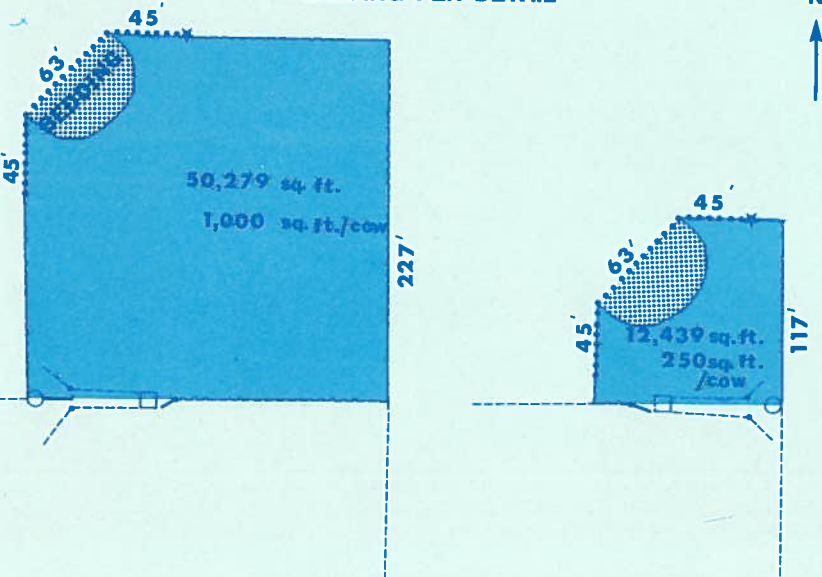 45'
63'
BEDDING
45'
50,279 sq. ft.
1,000 sq.ft./cow
227'
45'
63'
45'
12,439 sq.ft.
250 sq. ft.
/cow
117'